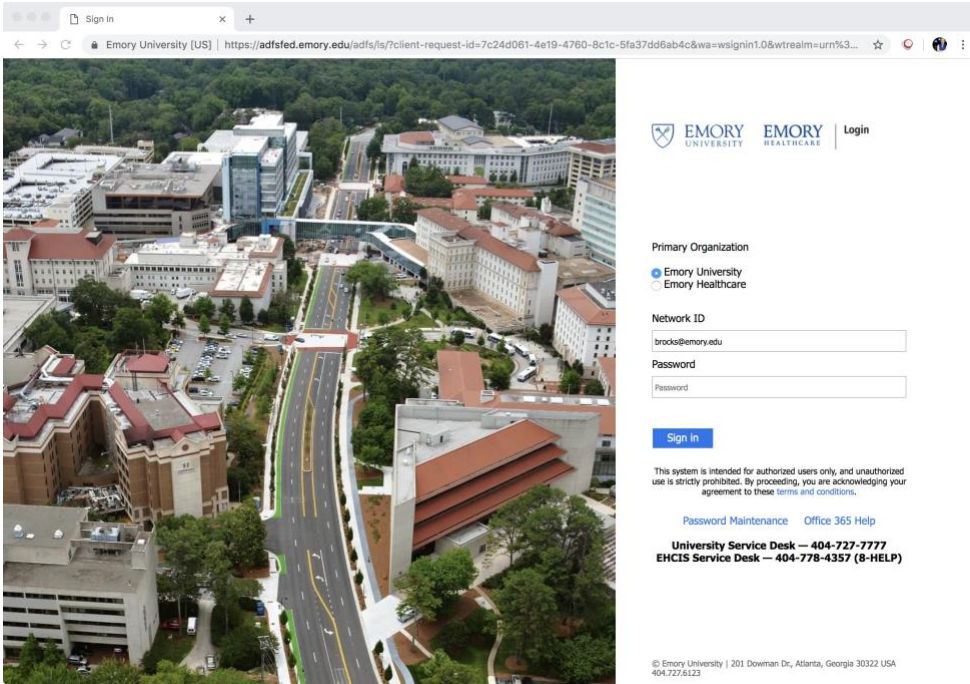 Sign In
Emory University [US] | https://adfsfed.emory.edu/adfs/ls/?client-request-id=7c24d061-4e19-4760-8c1c-5fa37dd6ab4c&wa=wsignin1.0&wtrealm=urn%3...
EMORY UNIVERSITY EMORY HEALTHCARE Login
Primary Organization
Emory University
Emory Healthcare
Network ID
brocks@emory.edu
Password
Password
Sign in
This system is intended for authorized users only, and unauthorized
use is strictly prohibited. By proceeding, you are acknowledging your
agreement to these terms and conditions.
Password Maintenance Office 365 Help
University Service Desk — 404-727-7777
EHCIS Service Desk — 404-778-4357 (8-HELP)
© Emory University | 201 Dowman Dr., Atlanta, Georgia 30322 USA
404.727.6123